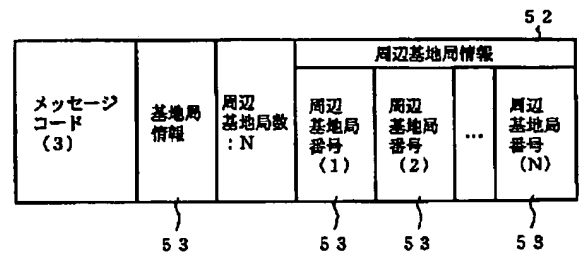 52
周辺基地局情報
メッセージ
コード
(3)
基地局
情報
周辺
基地局数
:N
周辺
基地局
番号
(1)
周辺
基地局
番号
(2)
…
周辺
基地局
番号
(N)
53
53
53
53